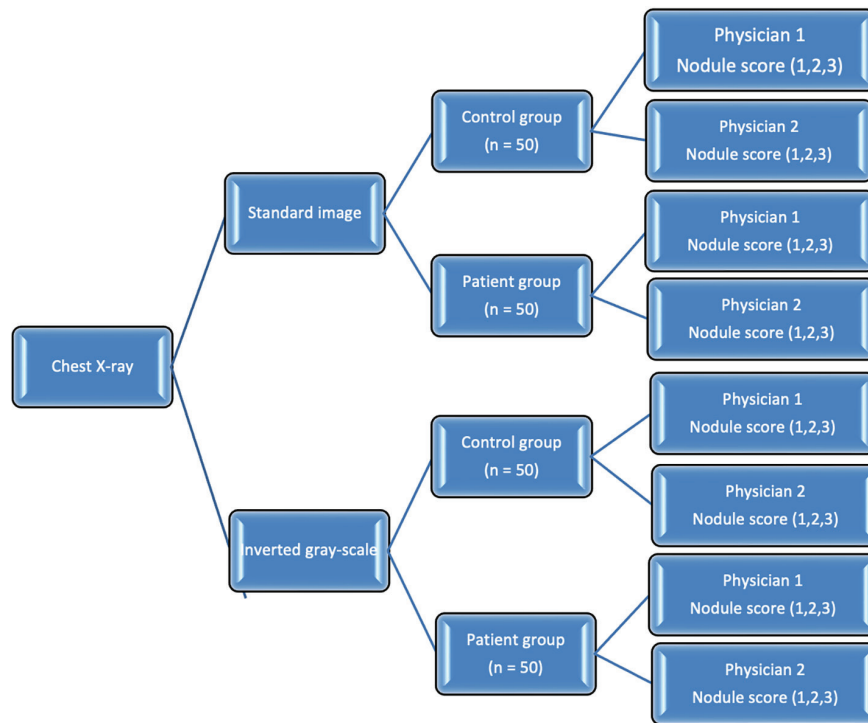 Chest X-ray
Standard image
Control group
(n = 50)
Physician 1
Nodule score (1,2,3)
Physician 2
Nodule score (1,2,3)
Patient group
(n = 50)
Physician 1
Nodule score (1,2,3)
Physician 2
Nodule score (1,2,3)
Inverted gray-scale
Control group
(n = 50)
Physician 1
Nodule score (1,2,3)
Physician 2
Nodule score (1,2,3)
Patient group
(n = 50)
Physician 1
Nodule score (1,2,3)
Physician 2
Nodule score (1,2,3)